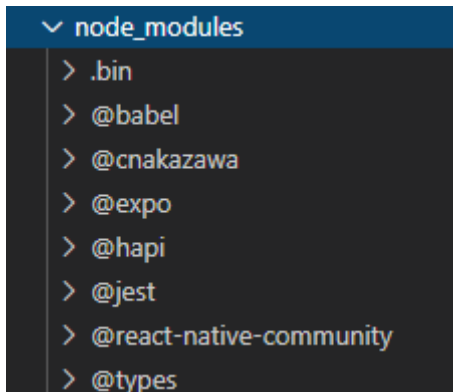 node_modules
.bin
@babel
@cnakazawa
@expo
@hapi
@jest
@react-native-community
@types